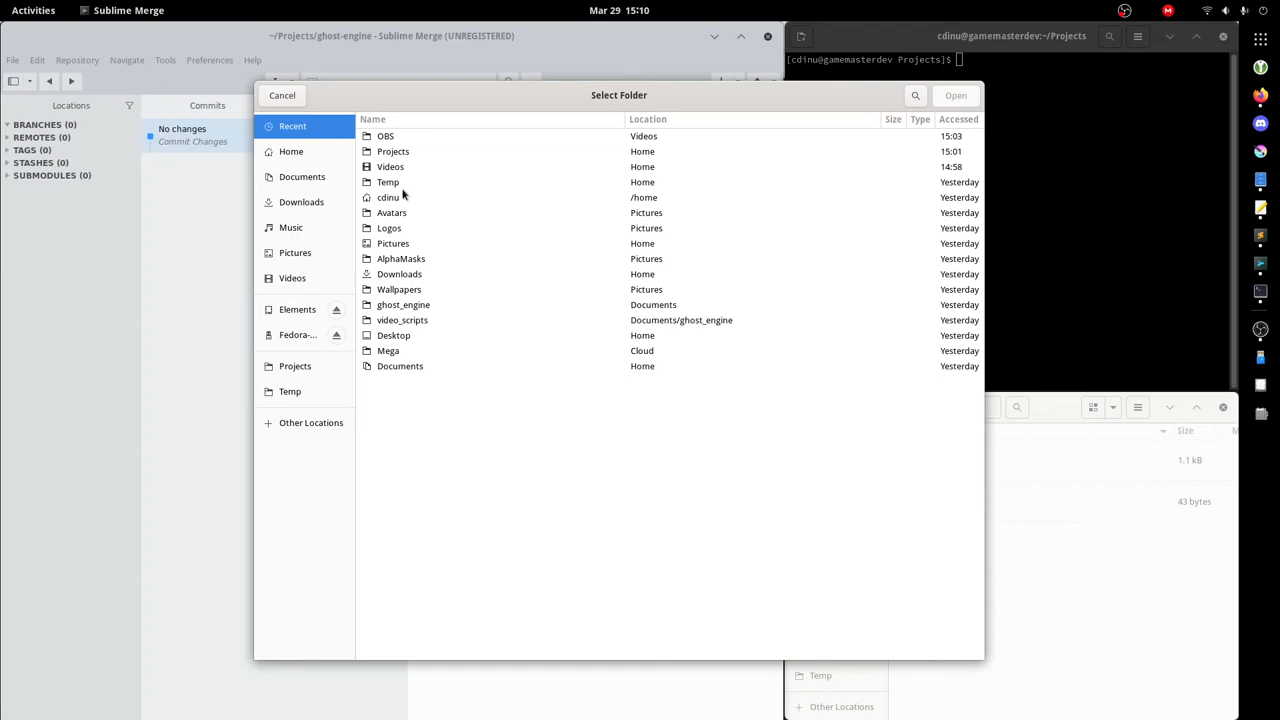 Activities Sublime Merge Mar 29 15:10
~/Projects/ghost-engine - Sublime Merge (UNREGISTERED)
File Edit Repository Navigate Tools Preferences Help
Locations Commits
BRANCHES (0)
REMOTES (0)
TAGS (0)
STASHES (0)
SUBMODULES (0)
No changes
Commit Changes
cdinu@gamemasterdev:~/Projects
[cdinu@gamemasterdev Projects]$
Cancel Select Folder Open
Recent
Home
Documents
Downloads
Music
Pictures
Videos
Elements
Fedora-...
Projects
Temp
Other Locations
Name Location Size Type Accessed
OBS Videos 15:03
Projects Home 15:01
Videos Home 14:58
Temp Home Yesterday
cdinu /home Yesterday
Avatars Pictures Yesterday
Logos Pictures Yesterday
Pictures Home Yesterday
AlphaMasks Pictures Yesterday
Downloads Home Yesterday
Wallpapers Pictures Yesterday
ghost_engine Documents Yesterday
video_scripts Documents/ghost_engine Yesterday
Desktop Home Yesterday
Mega Cloud Yesterday
Documents Home Yesterday
Size M
1.1 kB
43 bytes
Temp
Other Locations